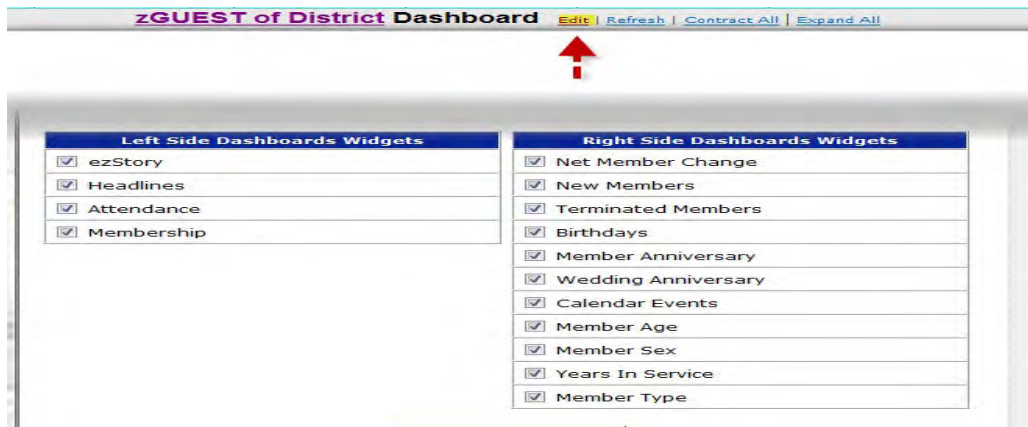 zGUEST of District Dashboard Edit | Refresh | Contract All | Expand All
Left Side Dashboards Widgets
ezStory
Headlines
Attendance
Membership
Right Side Dashboards Widgets
Net Member Change
New Members
Terminated Members
Birthdays
Member Anniversary
Wedding Anniversary
Calendar Events
Member Age
Member Sex
Years In Service
Member Type